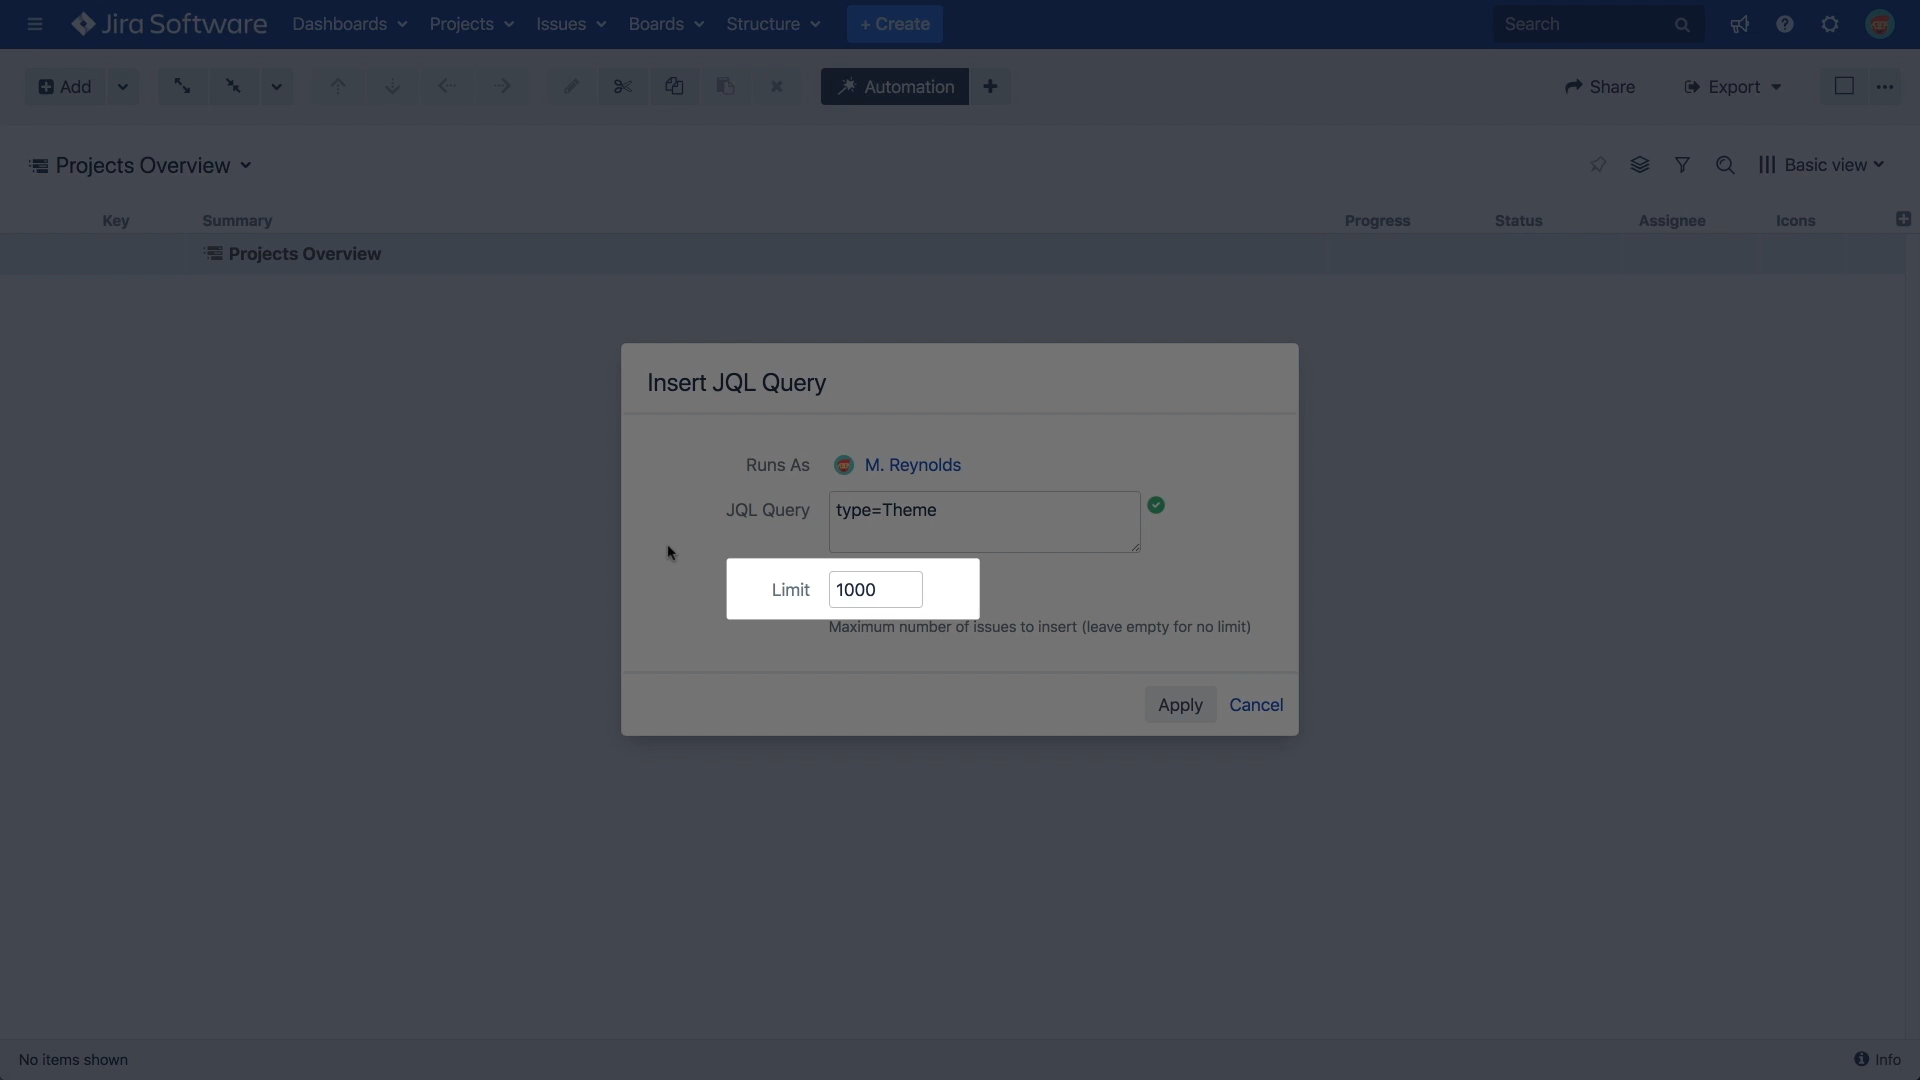 Jira Software Dashboards Projects Issues Boards Structure + Create Search
Add Automation Share Export
Projects Overview Basic view
Key Summary Progress Status Assignee Icons
Projects Overview
Insert JQL Query
Runs As M. Reynolds
JQL Query type=Theme
Limit 1000
Maximum number of issues to insert (leave empty for no limit)
Apply Cancel
No items shown Info